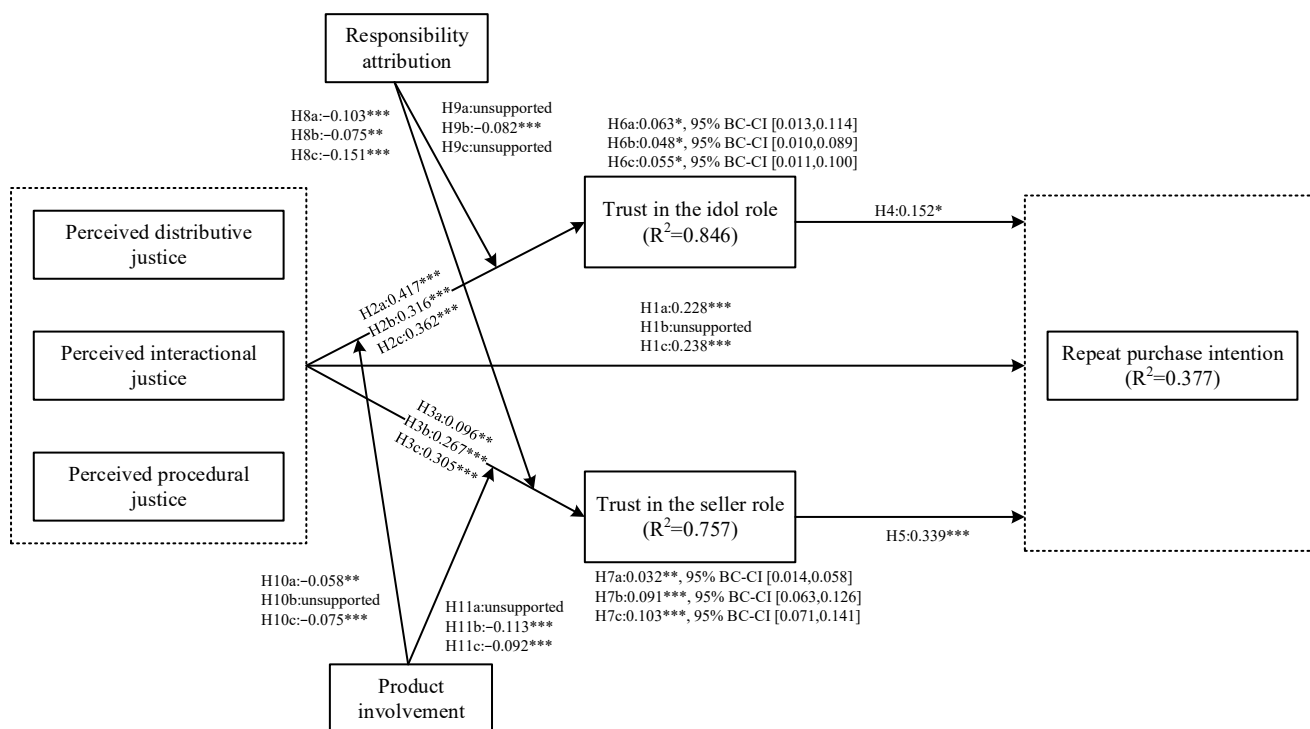 Responsibility
attribution
H8a:−0.103***
H8b:−0.075**
H8c:−0.151***
H9a:unsupported
H9b:−0.082***
H9c:unsupported
H6a:0.063*, 95% BC-CI [0.013,0.114]
H6b:0.048*, 95% BC-CI [0.010,0.089]
H6c:0.055*, 95% BC-CI [0.011,0.100]
Perceived distributive
justice
Perceived interactional
justice
Perceived procedural
justice
H2a:0.417***
H2b:0.316***
H2c:0.362***
Trust in the idol role
(R²=0.846)
H4:0.152*
H1a:0.228***
H1b:unsupported
H1c:0.238***
Repeat purchase intention
(R²=0.377)
H3a:0.096**
H3b:0.267***
H3c:0.305***
Trust in the seller role
(R²=0.757)
H5:0.339***
H7a:0.032**, 95% BC-CI [0.014,0.058]
H7b:0.091***, 95% BC-CI [0.063,0.126]
H7c:0.103***, 95% BC-CI [0.071,0.141]
H10a:−0.058**
H10b:unsupported
H10c:−0.075***
H11a:unsupported
H11b:−0.113***
H11c:−0.092***
Product
involvement